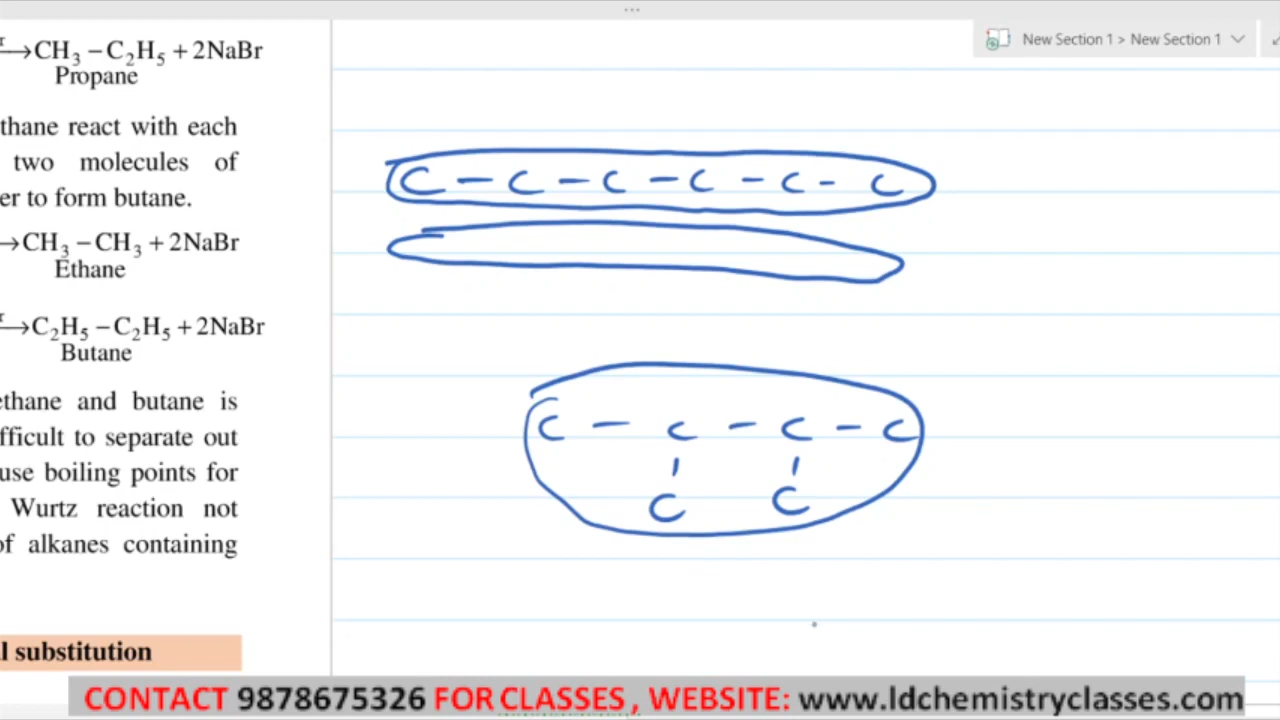 New Section 1 > New Section 1
⟶CH₃ – C₂H₅ + 2NaBr
Propane
thane react with each
two molecules of
er to form butane.
→CH₃ – CH₃ + 2NaBr
Ethane
⟶C₂H₅ – C₂H₅ + 2NaBr
Butane
ethane and butane is
fficult to separate out
use boiling points for
Wurtz reaction not
of alkanes containing
l substitution
C – C – C – C – C – C
C – C – C – C
C C
CONTACT 9878675326 FOR CLASSES , WEBSITE: www.ldchemistryclasses.com